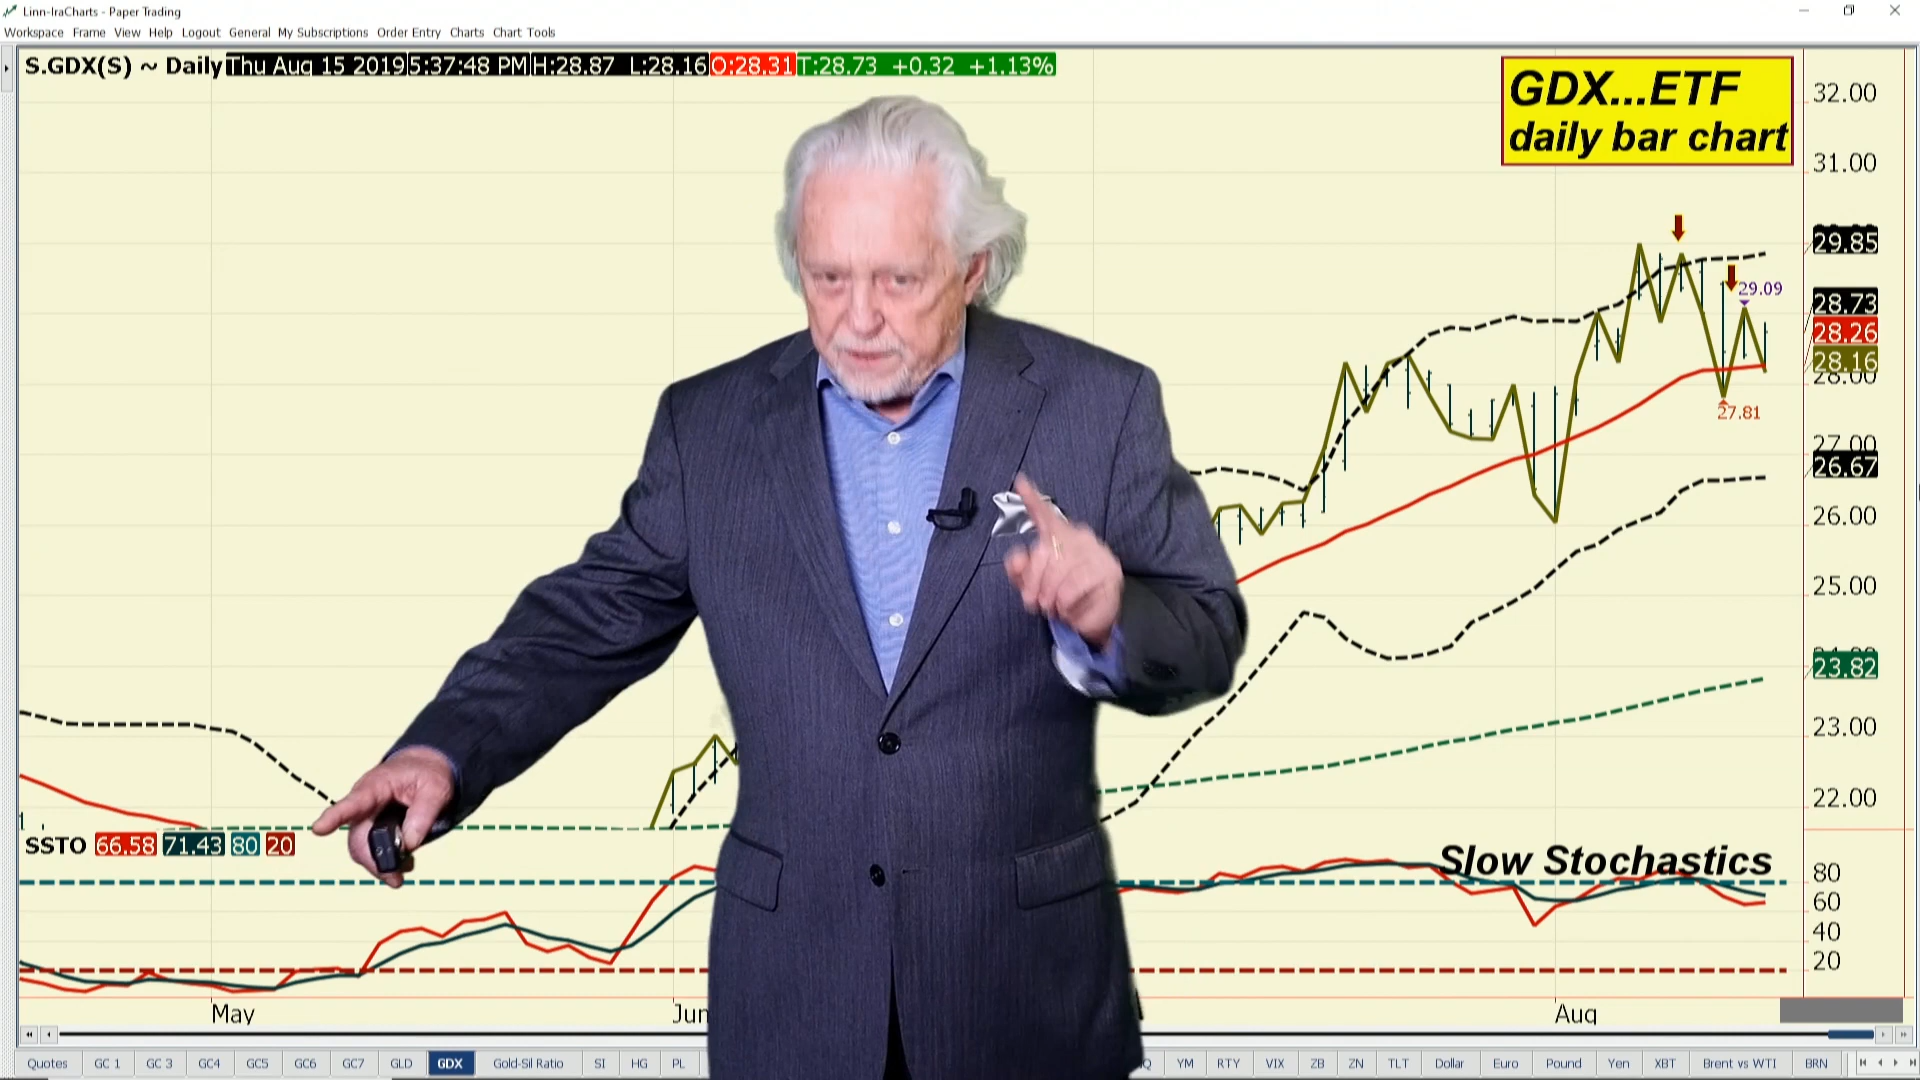 Linn-IraCharts - Paper Trading
Workspace Frame View Help Logout General My Subscriptions Order Entry Charts Chart Tools
S.GDX(S) ~ Daily Thu Aug 15 2019 5:37:48 PM H:28.87 L:28.16 O:28.31 T:28.73 +0.32 +1.13%
GDX...ETF
daily bar chart
32.00
31.00
29.85
29.09
28.73
28.26
28.16
28.00
27.81
27.00
26.67
26.00
25.00
23.82
23.00
22.00
SSTO 66.58 71.43 80 20
Slow Stochastics
80
60
40
20
May Jun Aug
Quotes GC 1 GC 3 GC4 GC5 GC6 GC7 GLD GDX Gold-Sil Ratio SI HG PL YM RTY VIX ZB ZN TLT Dollar Euro Pound Yen XBT Brent vs WTI BRN